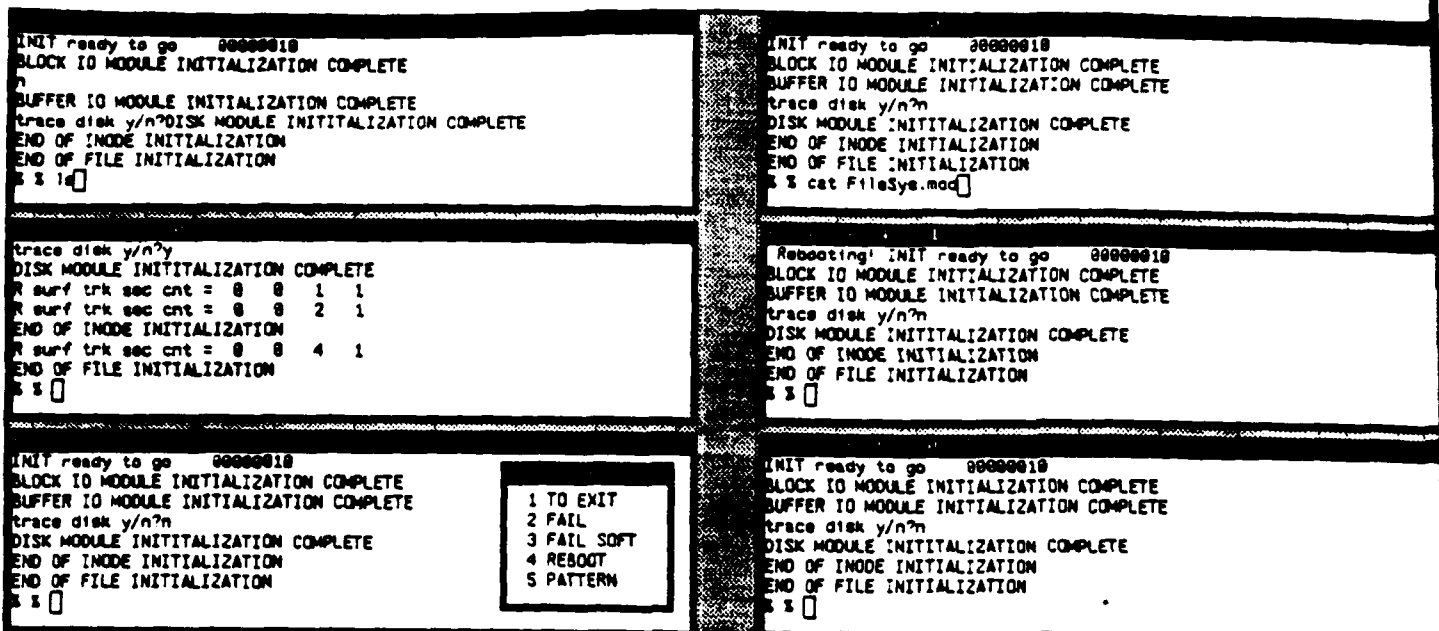 INIT ready to go 00000010
BLOCK IO MODULE INITIALIZATION COMPLETE
n
BUFFER IO MODULE INITIALIZATION COMPLETE
trace disk y/n?DISK MODULE INITITALIZATION COMPLETE
END OF INODE INITIALIZATION
END OF FILE INITIALIZATION
% % ls
trace disk y/n?y
DISK MODULE INITITALIZATION COMPLETE
R surf trk sec cnt = 0 0 1 1
R surf trk sec cnt = 0 0 2 1
END OF INODE INITIALIZATION
R surf trk sec cnt = 0 0 4 1
END OF FILE INITIALIZATION
% %
INIT ready to go 00000010
BLOCK IO MODULE INITIALIZATION COMPLETE
BUFFER IO MODULE INITIALIZATION COMPLETE
trace disk y/n?n
DISK MODULE INITITALIZATION COMPLETE
END OF INODE INITIALIZATION
END OF FILE INITIALIZATION
% %
1 TO EXIT
2 FAIL
3 FAIL SOFT
4 REBOOT
5 PATTERN
INIT ready to go 00000010
BLOCK IO MODULE INITIALIZATION COMPLETE
BUFFER IO MODULE INITIALIZATION COMPLETE
trace disk y/n?n
DISK MODULE INITITALIZATION COMPLETE
END OF INODE INITIALIZATION
END OF FILE INITIALIZATION
% % cat FileSys.mod
Rebooting! INIT ready to go 00000010
BLOCK IO MODULE INITIALIZATION COMPLETE
BUFFER IO MODULE INITIALIZATION COMPLETE
trace disk y/n?n
DISK MODULE INITITALIZATION COMPLETE
END OF INODE INITIALIZATION
END OF FILE INITIALIZATION
% %
INIT ready to go 00000010
BLOCK IO MODULE INITIALIZATION COMPLETE
BUFFER IO MODULE INITIALIZATION COMPLETE
trace disk y/n?n
DISK MODULE INITITALIZATION COMPLETE
END OF INODE INITIALIZATION
END OF FILE INITIALIZATION
% %